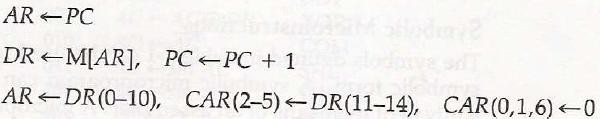 AR ← PC
DR ← M[AR], PC ← PC + 1
AR ← DR(0–10), CAR(2–5) ← DR(11–14), CAR(0,1,6) ← 0